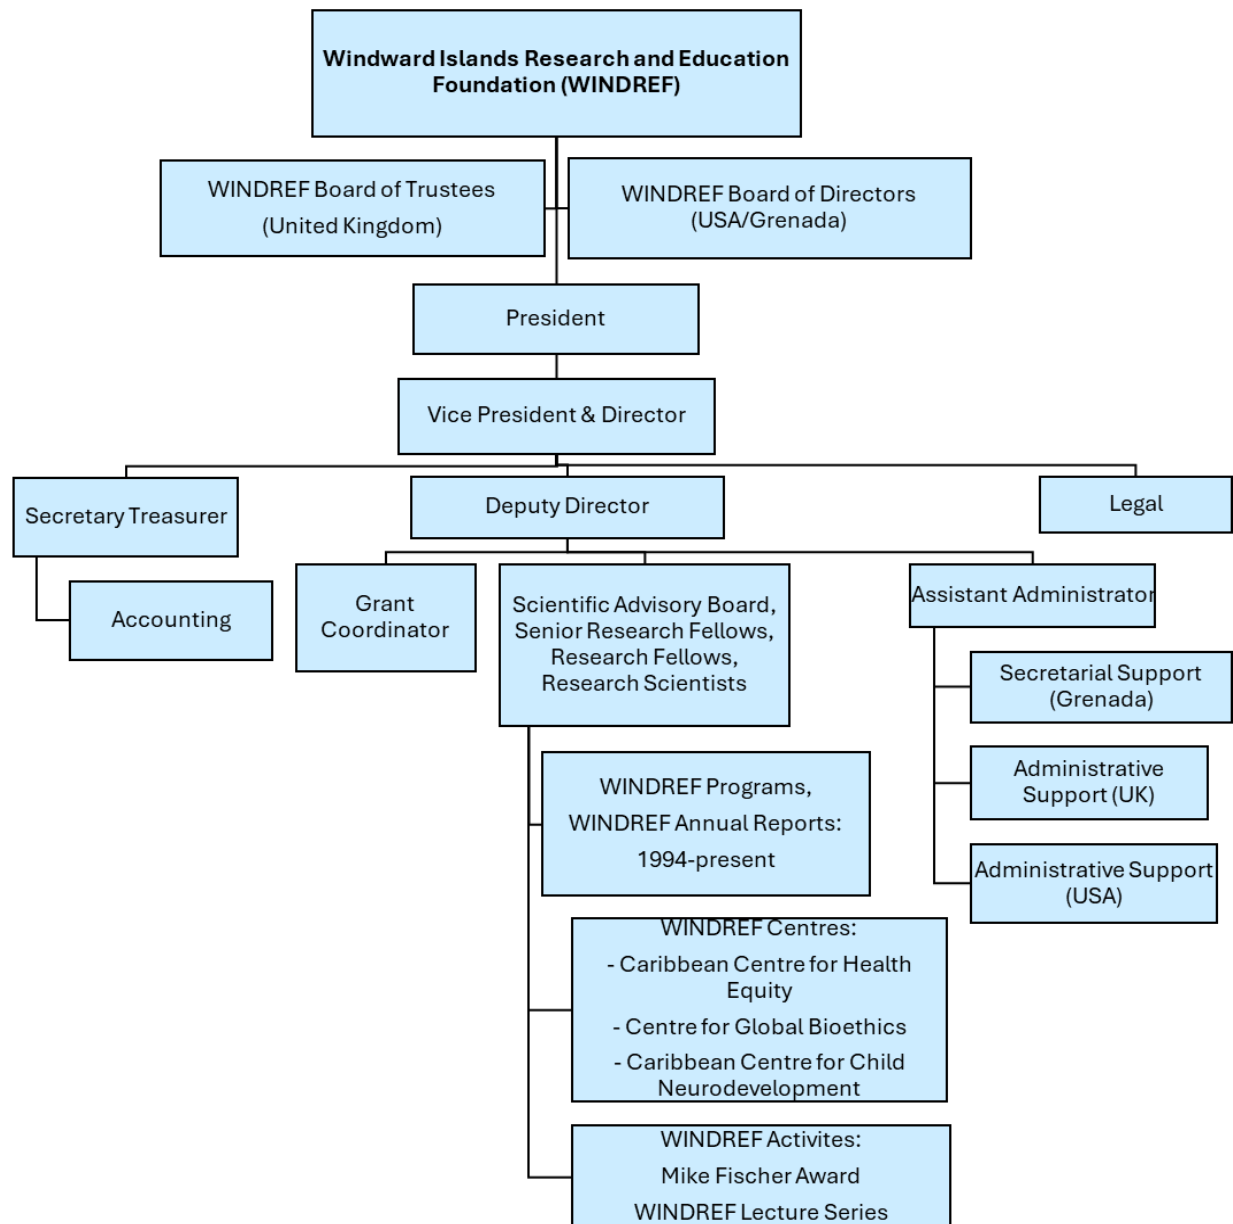 Windward Islands Research and Education
Foundation (WINDREF)
WINDREF Board of Trustees
(United Kingdom)
WINDREF Board of Directors
(USA/Grenada)
President
Vice President & Director
Secretary Treasurer
Deputy Director
Legal
Accounting
Grant
Coordinator
Scientific Advisory Board,
Senior Research Fellows,
Research Fellows,
Research Scientists
Assistant Administrator
Secretarial Support
(Grenada)
Administrative
Support (UK)
Administrative Support
(USA)
WINDREF Programs,
WINDREF Annual Reports:
1994-present
WINDREF Centres:
- Caribbean Centre for Health
Equity
- Centre for Global Bioethics
- Caribbean Centre for Child
Neurodevelopment
WINDREF Activites:
Mike Fischer Award
WINDREF Lecture Series